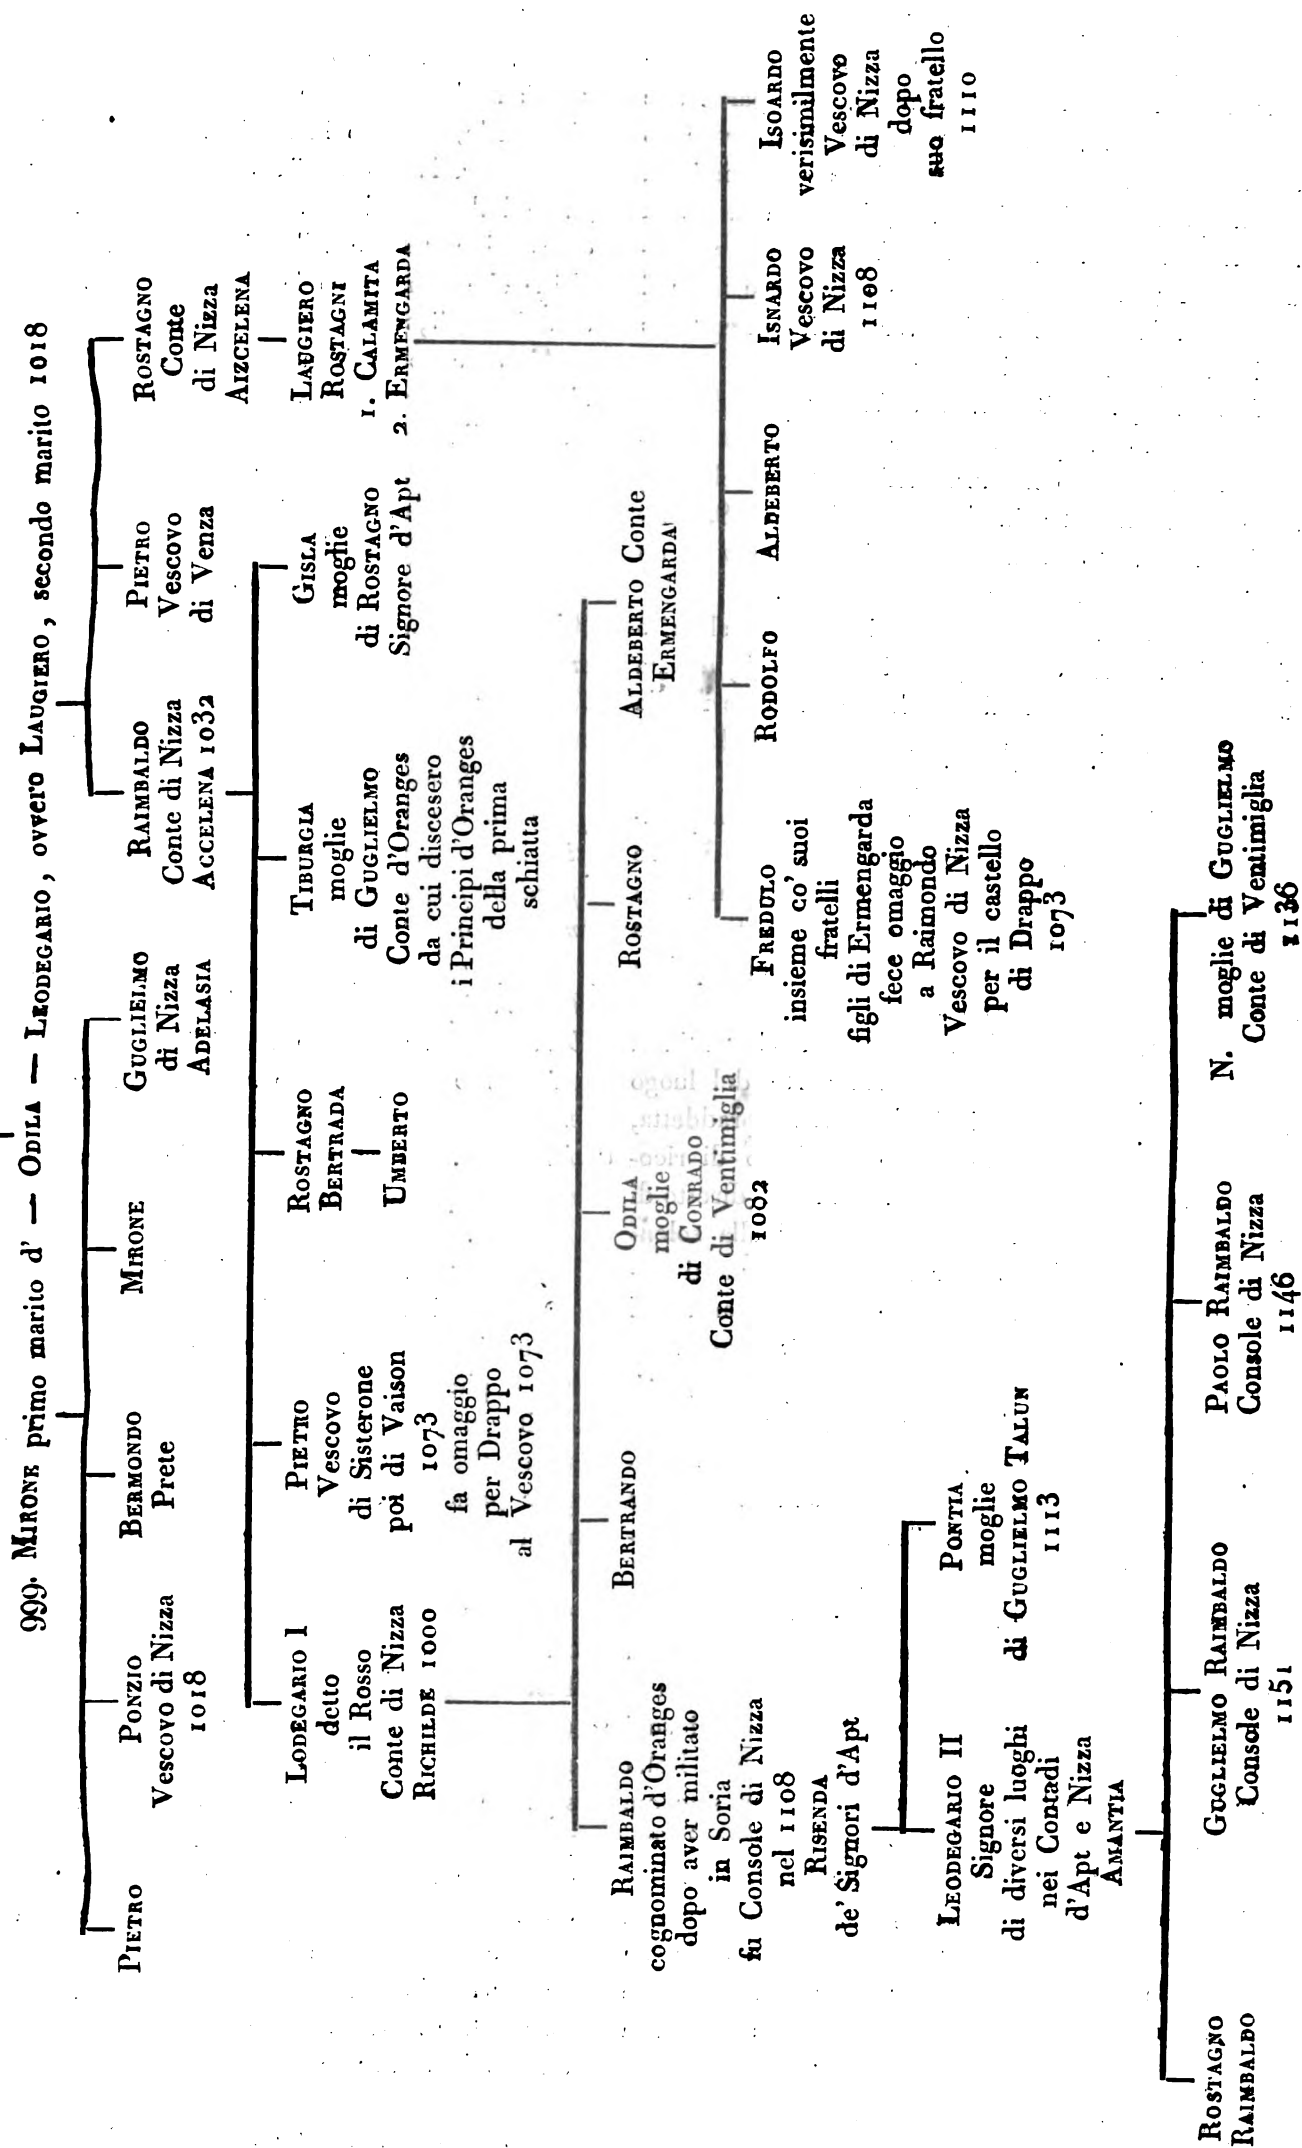 999. MIRONE primo marito d' — ODILA — LEODEGARIO, ovvero LAUGIERO, secondo marito 1018
PIETRO
PONZIO
Vescovo di Nizza
1018
BERMONDO
Prete
MIRONE
GUGLIELMO
di Nizza
ADELASIA
RAIMBALDO
Conte di Nizza
ACCELENA 1032
PIETRO
Vescovo
di Venza
ROSTAGNO
Conte
di Nizza
AIZCELENA
LODEGARIO I
detto
il Rosso
Conte di Nizza
RICHILDE 1000
PIETRO
Vescovo
di Sisterone
poi di Vaison
1073
fa omaggio
per Drappo
al Vescovo 1073
ROSTAGNO
BERTRADA
UMBERTO
TIBURGIA
moglie
di GUGLIELMO
Conte d'Oranges
da cui discesero
i Principi d'Oranges
della prima
schiatta
GISLA
moglie
di ROSTAGNO
Signore d'Apt
LAUGIERO
ROSTAGNI
1. CALAMITA
2. ERMENGARDA
RAIMBALDO
cognominato d'Oranges
dopo aver militato
in Soria
fu Console di Nizza
nel 1108
RISENDA
de' Signori d'Apt
BERTRANDO
ODILA
moglie
di CONRADO
Conte di Ventimiglia
1082
ROSTAGNO
ALDEBERTO Conte
ERMENGARDA
FREDULO
insieme co' suoi
fratelli
figli di Ermengarda
fece omaggio
a Raimondo
Vescovo di Nizza
per il castello
di Drappo
1073
RODOLFO
ALDEBERTO
ISNARDO
Vescovo
di Nizza
1108
ISOARDO
verisimilmente
Vescovo
di Nizza
dopo
suo fratello
1110
LEODEGARIO II
Signore
di diversi luoghi
nei Contadi
d'Apt e Nizza
AMANTIA
PONTIA
moglie
di GUGLIELMO TALUN
1113
ROSTAGNO
RAIMBALDO
GUGLIELMO RAIMBALDO
Console di Nizza
1151
PAOLO RAIMBALDO
Console di Nizza
1146
N. moglie di GUGLIELMO
Conte di Ventimiglia
1136